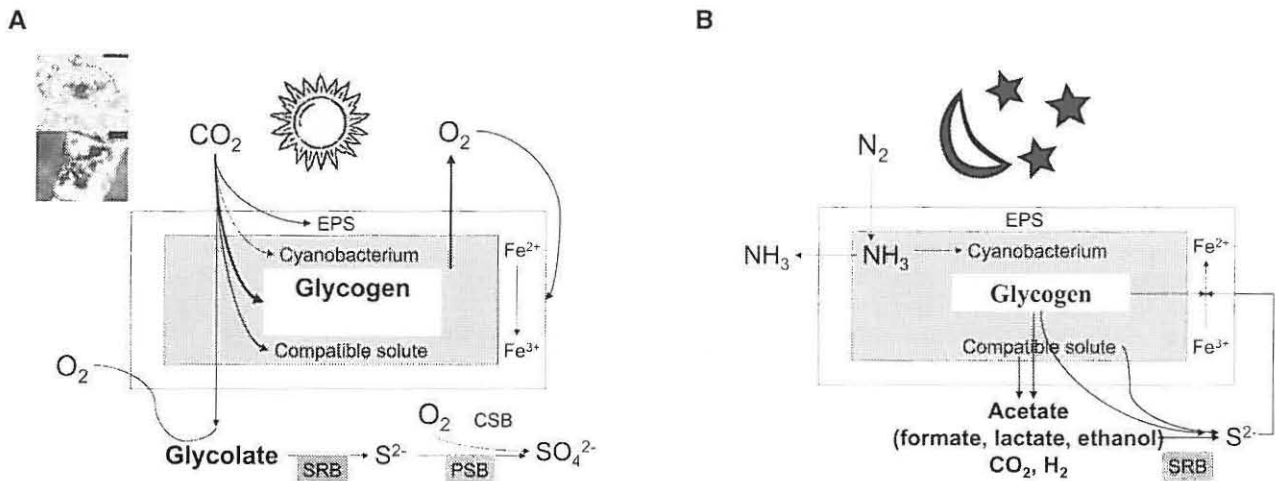 A
CO2
O2
EPS
Cyanobacterium
Glycogen
Compatible solute
Fe2+
Fe3+
O2
Glycolate
SRB
S2-
O2
CSB
PSB
SO42-
B
N2
EPS
NH3
NH3
Cyanobacterium
Glycogen
Compatible solute
Fe2+
Fe3+
Acetate
(formate, lactate, ethanol)
CO2, H2
S2-
SRB